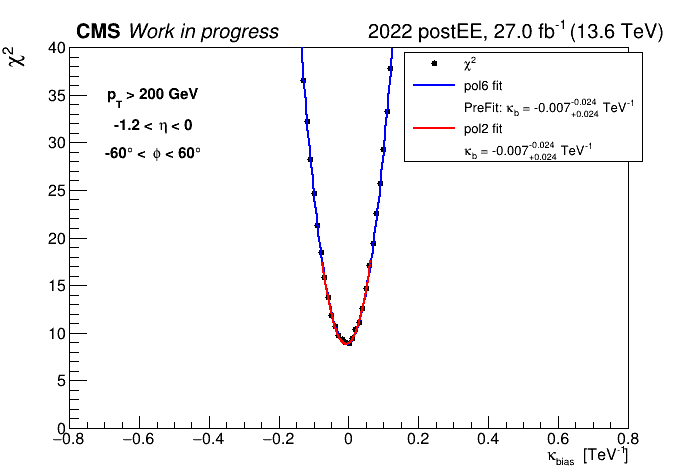 CMS Work in progress 2022 postEE, 27.0 fb⁻¹ (13.6 TeV)
χ²
40
35
30
25
20
15
10
5
0
p_T > 200 GeV
-1.2 < η < 0
-60° < φ < 60°
χ²
pol6 fit
PreFit: κ_b = -0.007 -0.024 +0.024 TeV⁻¹
pol2 fit
κ_b = -0.007 -0.024 +0.024 TeV⁻¹
−0.8 −0.6 −0.4 −0.2 0 0.2 0.4 0.6 0.8
κ_bias [TeV⁻¹]